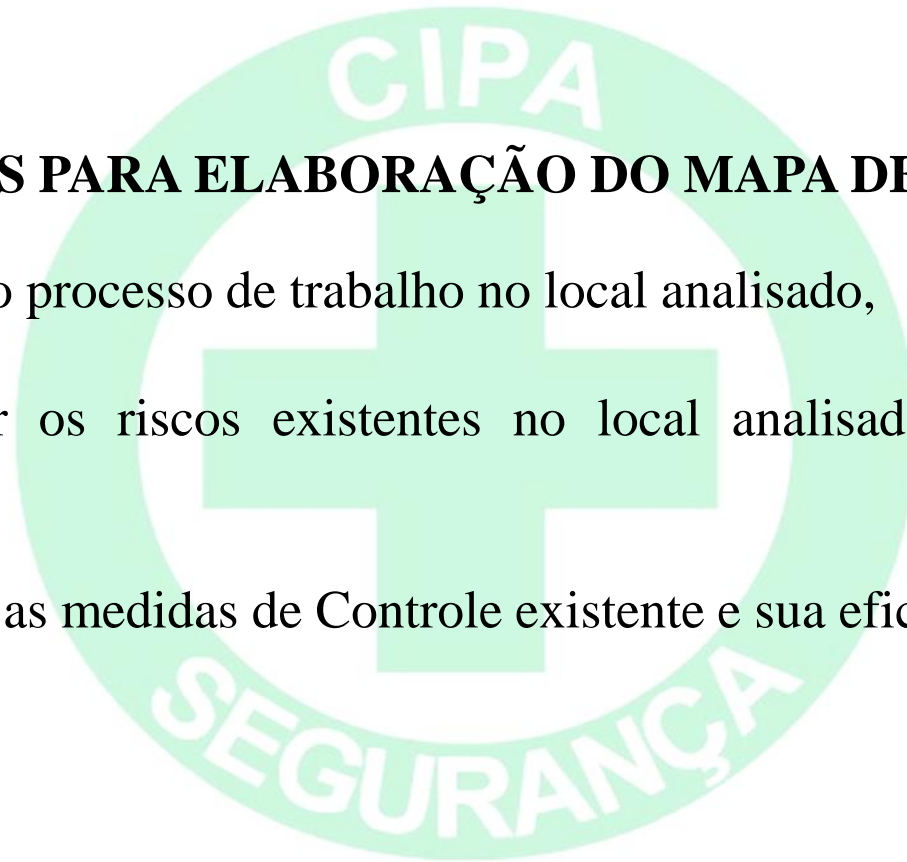 CIPA
S PARA ELABORAÇÃO DO MAPA DE
o processo de trabalho no local analisado,
r os riscos existentes no local analisad
as medidas de Controle existente e sua efic
SEGURANÇA